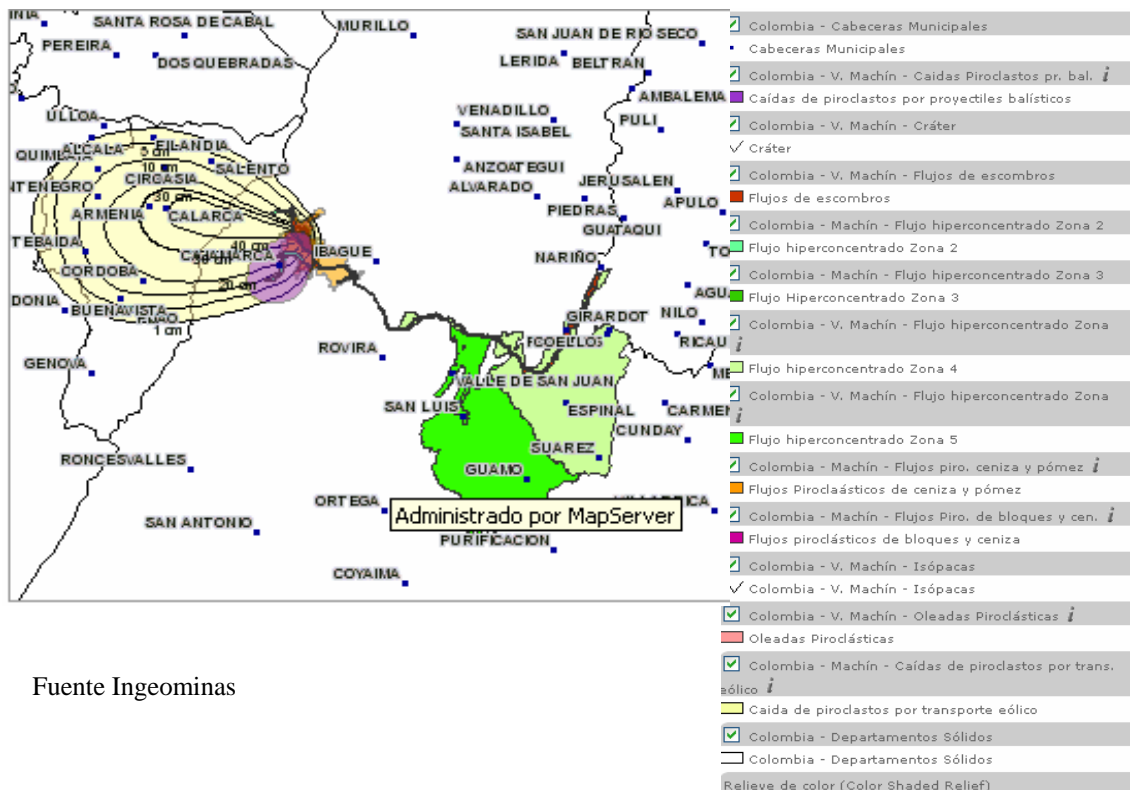 SANTA ROSA DE CABAL
MURILLO
PEREIRA
SAN JUAN DE RIO SECO
DOSQUEBRADAS
LERIDA
BELTRAN
AMBALEMA
VENADILLO
ULLOA
PULI
SANTA ISABEL
ALCALA
FILANDIA
5 cm
QUIMBAYA
SALENTO
10 cm
ANZOATEGUI
CIRCASIA
ALVARADO
JERUSALEN
30 cm
APULO
PIEDRAS
ARMENIA
CALARCA
GUATAQUI
TEBAIDA
40 cm
CAJAMARCA
IBAGUE
NARIÑO
CORDOBA
20 cm
BUENAVISTA
GIRARDOT
NILO
1 cm
COELLO
ROVIRA
GENOVA
VALLE DE SAN JUAN
SAN LUIS
ESPINAL
CARMEN
CUNDAY
SUAREZ
RONCESVALLES
GUAMO
ORTEGA
Administrado por MapServer
SAN ANTONIO
PURIFICACION
COYAIMA
Fuente Ingeominas
Colombia - Cabeceras Municipales
Cabeceras Municipales
Colombia - V. Machín - Caidas Piroclastos pr. bal. i
Caídas de piroclastos por proyectiles balísticos
Colombia - V. Machín - Cráter
Cráter
Colombia - V. Machín - Flujos de escombros
Flujos de escombros
Colombia - Machín - Flujo hiperconcentrado Zona 2
Flujo hiperconcentrado Zona 2
Colombia - Machín - Flujo hiperconcentrado Zona 3
Flujo Hiperconcentrado Zona 3
Colombia - V. Machín - Flujo hiperconcentrado Zona
i
Flujo hiperconcentrado Zona 4
Colombia - V. Machín - Flujo hiperconcentrado Zona
i
Flujo hiperconcentrado Zona 5
Colombia - Machín - Flujos piro. ceniza y pómez i
Flujos Piroclaásticos de ceniza y pómez
Colombia - Machín - Flujos Piro. de bloques y cen. i
Flujos piroclásticos de bloques y ceniza
Colombia - V. Machín - Isópacas
Colombia - V. Machín - Isópacas
Colombia - V. Machín - Oleadas Piroclásticas i
Oleadas Piroclásticas
Colombia - Machín - Caídas de piroclastos por trans.
eólico i
Caida de piroclastos por transporte eólico
Colombia - Departamentos Sólidos
Colombia - Departamentos Sólidos
Relieve de color (Color Shaded Relief)